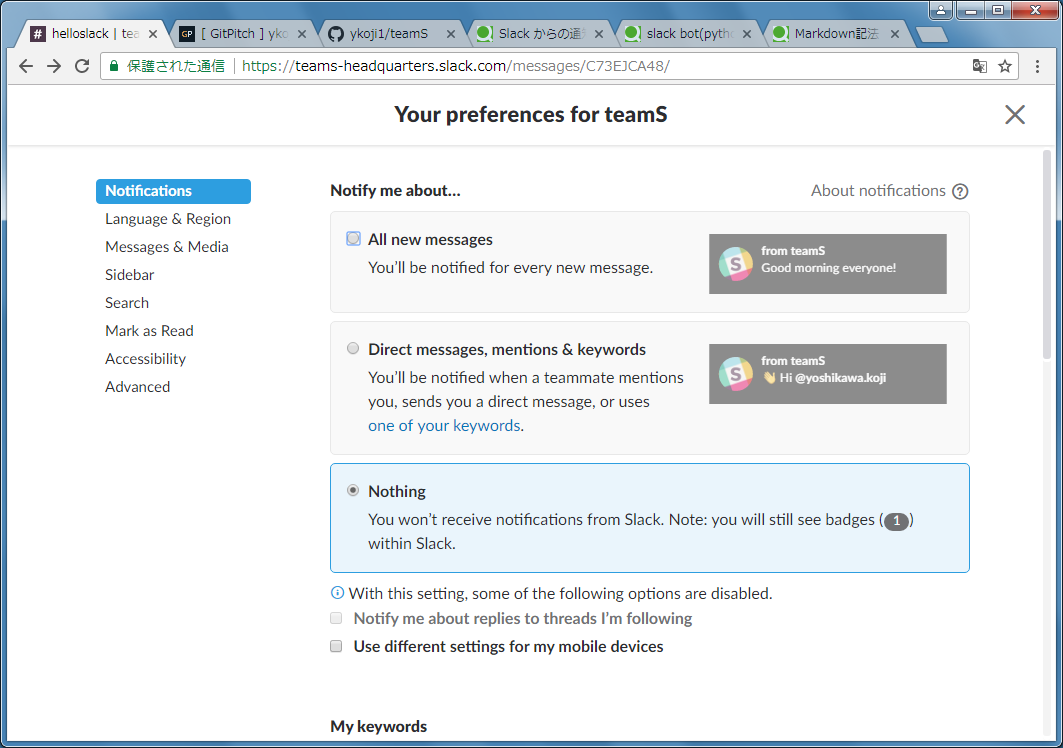 helloslack | tea
GP [ GitPitch ] yko
ykoji1/teamS
Slack からの通
slack bot(pyth
Markdown記法
保護された通信 https://teams-headquarters.slack.com/messages/C73EJCA48/
Your preferences for teamS
Notifications
Language & Region
Messages & Media
Sidebar
Search
Mark as Read
Accessibility
Advanced
Notify me about...
About notifications ?
All new messages
You’ll be notified for every new message.
S
from teamS
Good morning everyone!
Direct messages, mentions & keywords
You’ll be notified when a teammate mentions
you, sends you a direct message, or uses
one of your keywords.
S
from teamS
👋 Hi @yoshikawa.koji
Nothing
You won’t receive notifications from Slack. Note: you will still see badges ( 1 )
within Slack.
With this setting, some of the following options are disabled.
Notify me about replies to threads I’m following
Use different settings for my mobile devices
My keywords